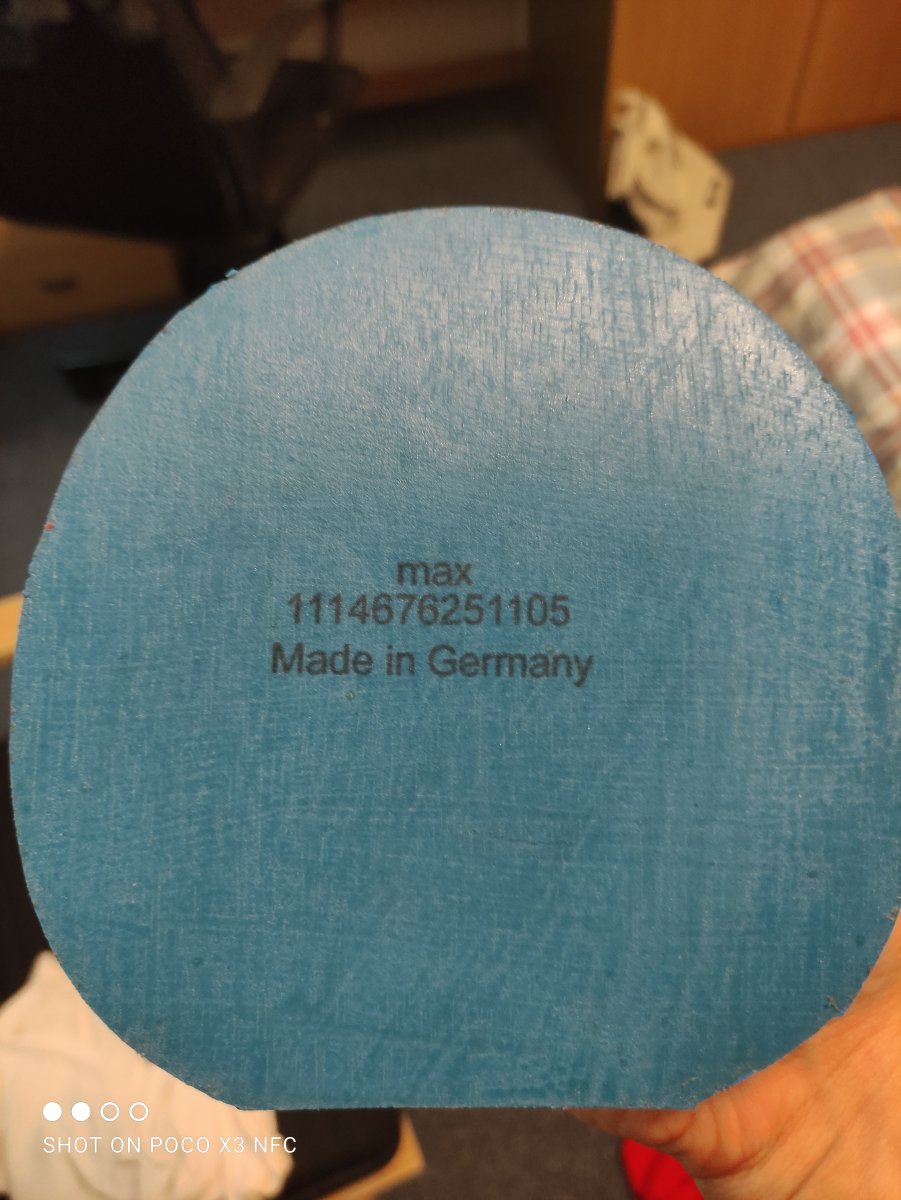 max
1114676251105
Made in Germany
SHOT ON POCO X3 NFC